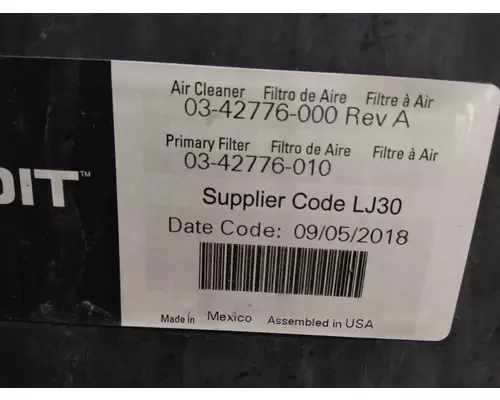 Air Cleaner Filtro de Aire Filtre à Air
03-42776-000 Rev A
Primary Filter Filtro de Aire Filtre à Air
03-42776-010
Supplier Code LJ30
Date Code: 09/05/2018
Made in Mexico Assembled in USA